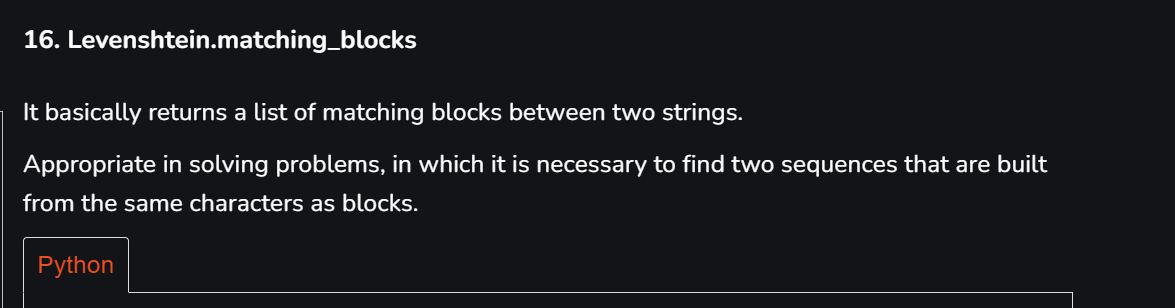 16. Levenshtein.matching_blocks
It basically returns a list of matching blocks between two strings.
Appropriate in solving problems, in which it is necessary to find two sequences that are built
from the same characters as blocks.
Python